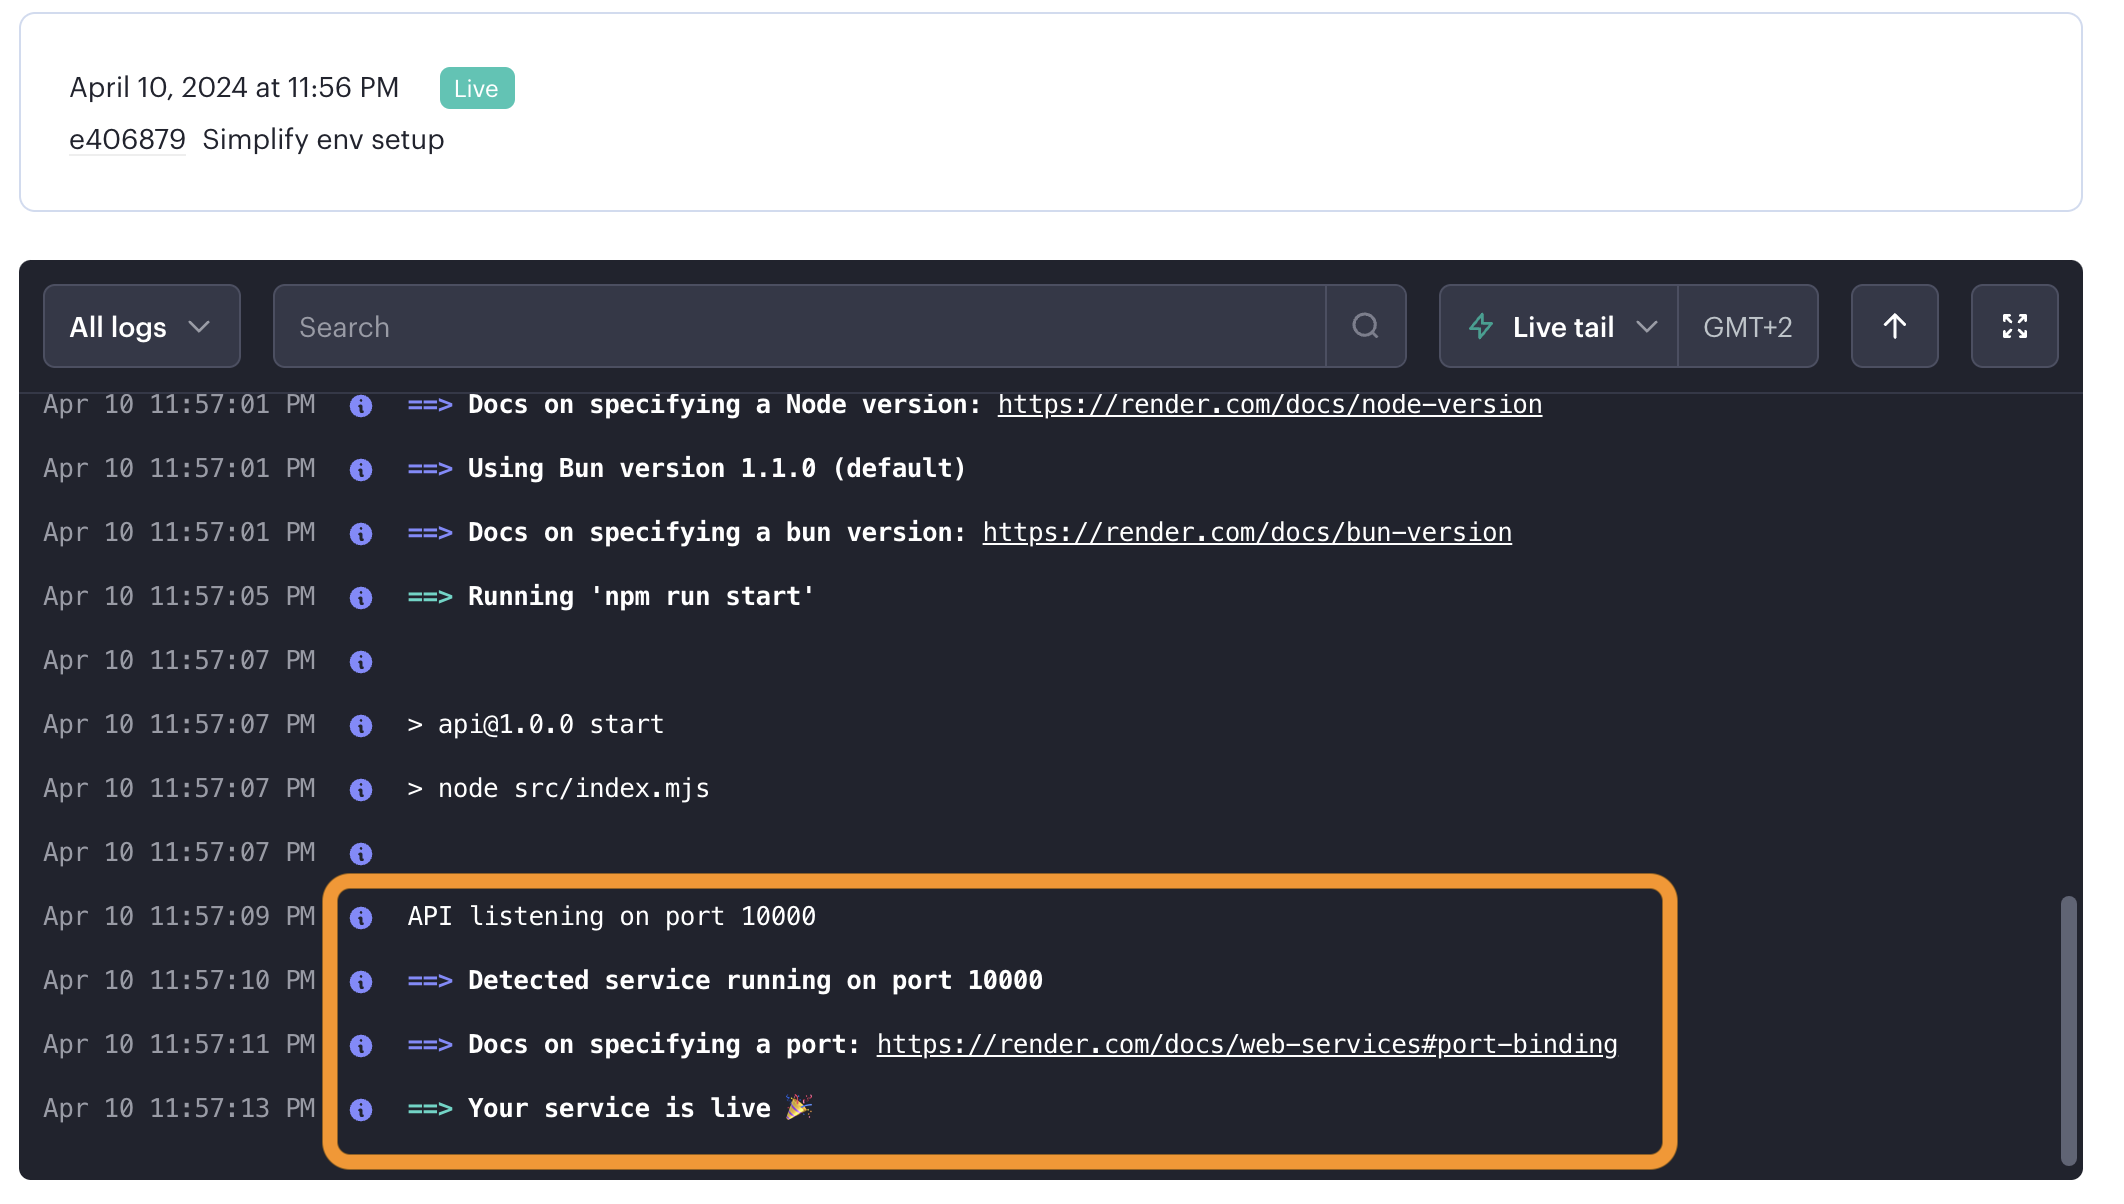 April 10, 2024 at 11:56 PM Live
e406879 Simplify env setup
All logs Search Live tail GMT+2
Apr 10 11:57:01 PM ==> Docs on specifying a Node version: https://render.com/docs/node-version
Apr 10 11:57:01 PM ==> Using Bun version 1.1.0 (default)
Apr 10 11:57:01 PM ==> Docs on specifying a bun version: https://render.com/docs/bun-version
Apr 10 11:57:05 PM ==> Running 'npm run start'
Apr 10 11:57:07 PM
Apr 10 11:57:07 PM > api@1.0.0 start
Apr 10 11:57:07 PM > node src/index.mjs
Apr 10 11:57:07 PM
Apr 10 11:57:09 PM API listening on port 10000
Apr 10 11:57:10 PM ==> Detected service running on port 10000
Apr 10 11:57:11 PM ==> Docs on specifying a port: https://render.com/docs/web-services#port-binding
Apr 10 11:57:13 PM ==> Your service is live 🎉